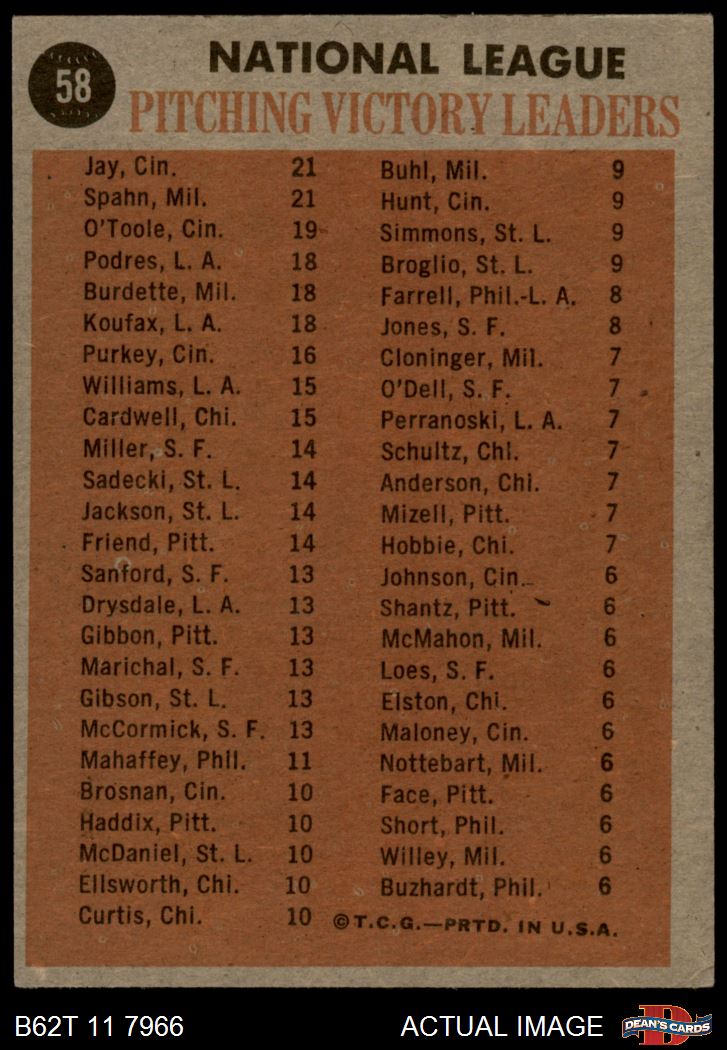 58
NATIONAL LEAGUE
PITCHING VICTORY LEADERS
Jay, Cin. 21
Spahn, Mil. 21
O'Toole, Cin. 19
Podres, L. A. 18
Burdette, Mil. 18
Koufax, L. A. 18
Purkey, Cin. 16
Williams, L. A. 15
Cardwell, Chi. 15
Miller, S. F. 14
Sadecki, St. L. 14
Jackson, St. L. 14
Friend, Pitt. 14
Sanford, S. F. 13
Drysdale, L. A. 13
Gibbon, Pitt. 13
Marichal, S. F. 13
Gibson, St. L. 13
McCormick, S. F. 13
Mahaffey, Phil. 11
Brosnan, Cin. 10
Haddix, Pitt. 10
McDaniel, St. L. 10
Ellsworth, Chi. 10
Curtis, Chi. 10
Buhl, Mil. 9
Hunt, Cin. 9
Simmons, St. L. 9
Broglio, St. L. 9
Farrell, Phil.-L. A. 8
Jones, S. F. 8
Cloninger, Mil. 7
O'Dell, S. F. 7
Perranoski, L. A. 7
Schultz, Chi. 7
Anderson, Chi. 7
Mizell, Pitt. 7
Hobbie, Chi. 7
Johnson, Cin. 6
Shantz, Pitt. 6
McMahon, Mil. 6
Loes, S. F. 6
Elston, Chi. 6
Maloney, Cin. 6
Nottebart, Mil. 6
Face, Pitt. 6
Short, Phil. 6
Willey, Mil. 6
Buzhardt, Phil. 6
©T.C.G.—PRTD. IN U.S.A.
B62T 11 7966
ACTUAL IMAGE
D
DEAN'S CARDS